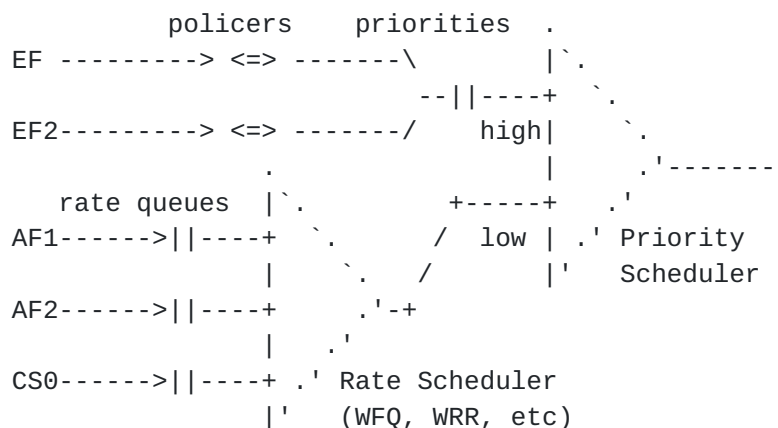 policers    priorities  .
EF ---------> <=> -------\        |`.
--||----+  `.
EF2---------> <=> -------/    high|    `.
.                 |     .'-------
rate queues  |`.         +-----+   .'
AF1------>||----+  `.      /  low | .' Priority
|    `.   /       |'   Scheduler
AF2------>||----+     .'-+
|   .'
CS0------>||----+ .' Rate Scheduler
|'   (WFQ, WRR, etc)